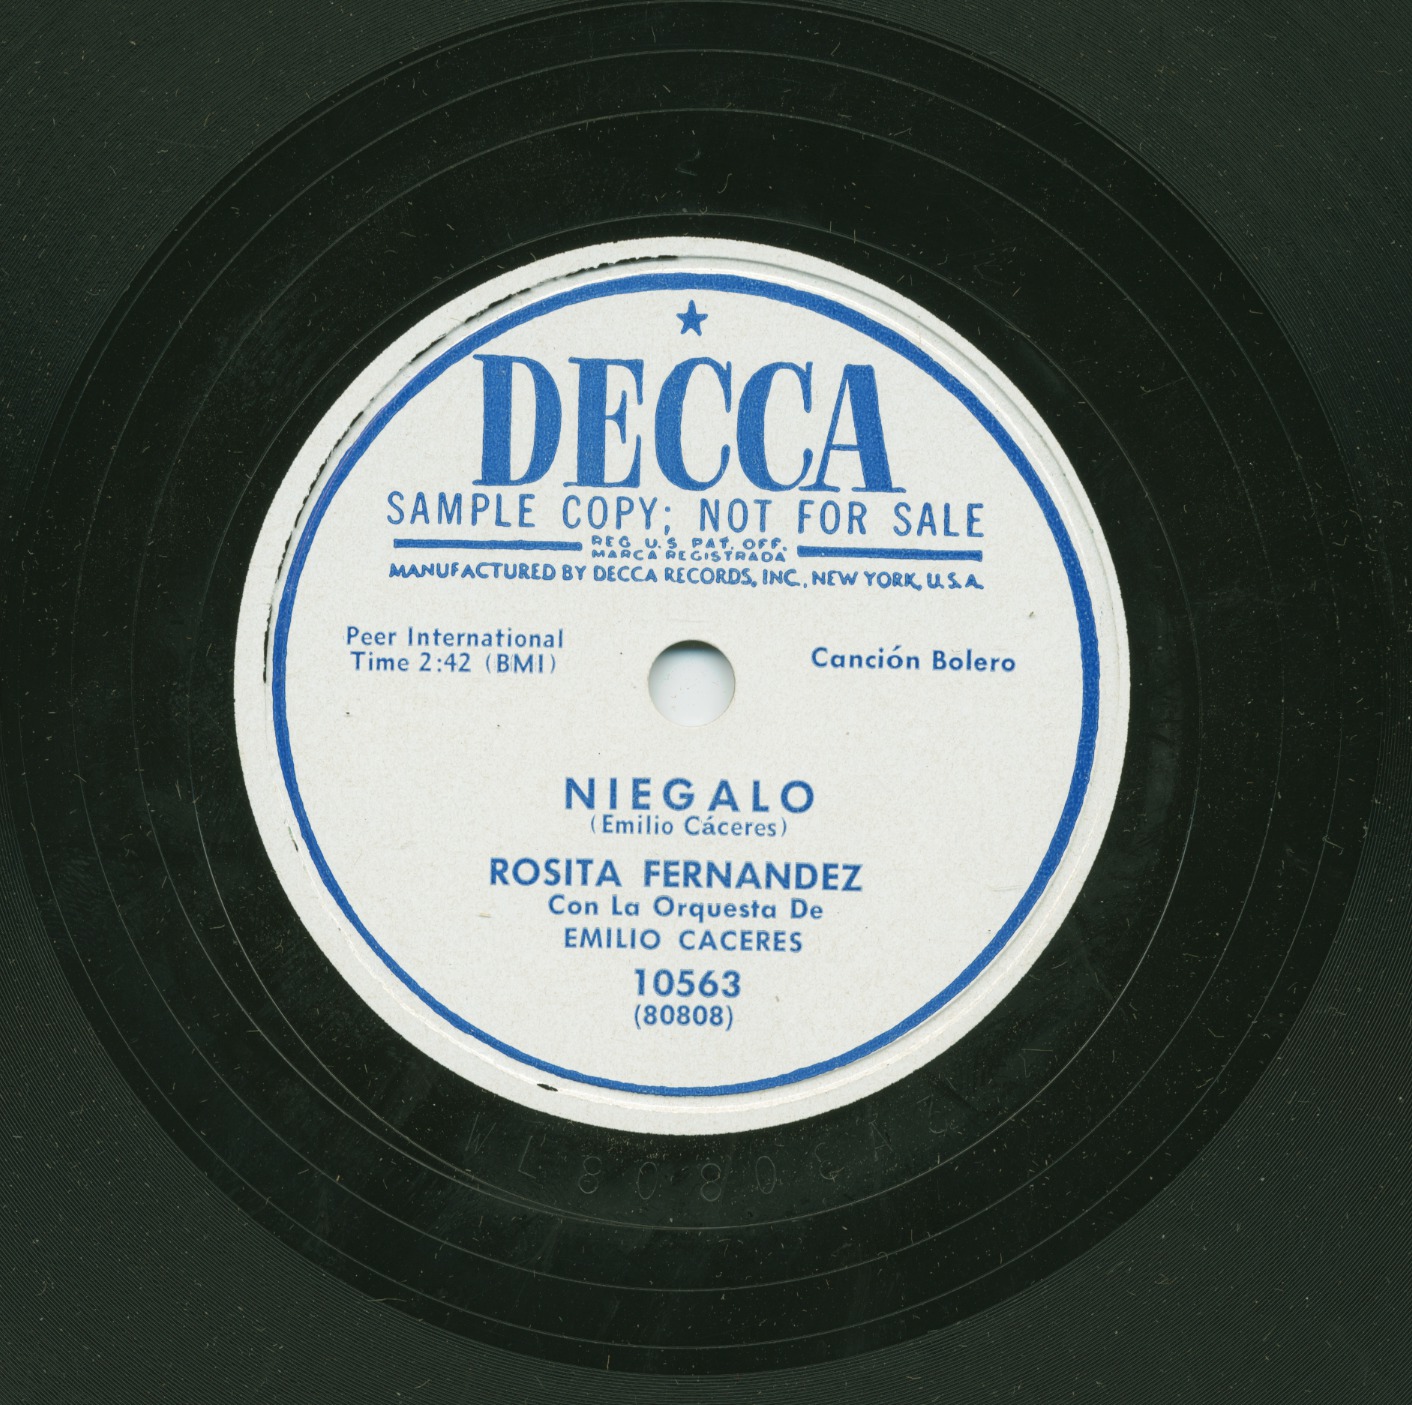 DECCA
SAMPLE COPY; NOT FOR SALE
REG. U.S. PAT. OFF.
MARCA REGISTRADA
MANUFACTURED BY DECCA RECORDS, INC., NEW YORK, U.S.A.
Peer International
Time 2:42 (BMI)
Canción Bolero
NIEGALO
(Emilio Cáceres)
ROSITA FERNANDEZ
Con La Orquesta De
EMILIO CACERES
10563
(80808)